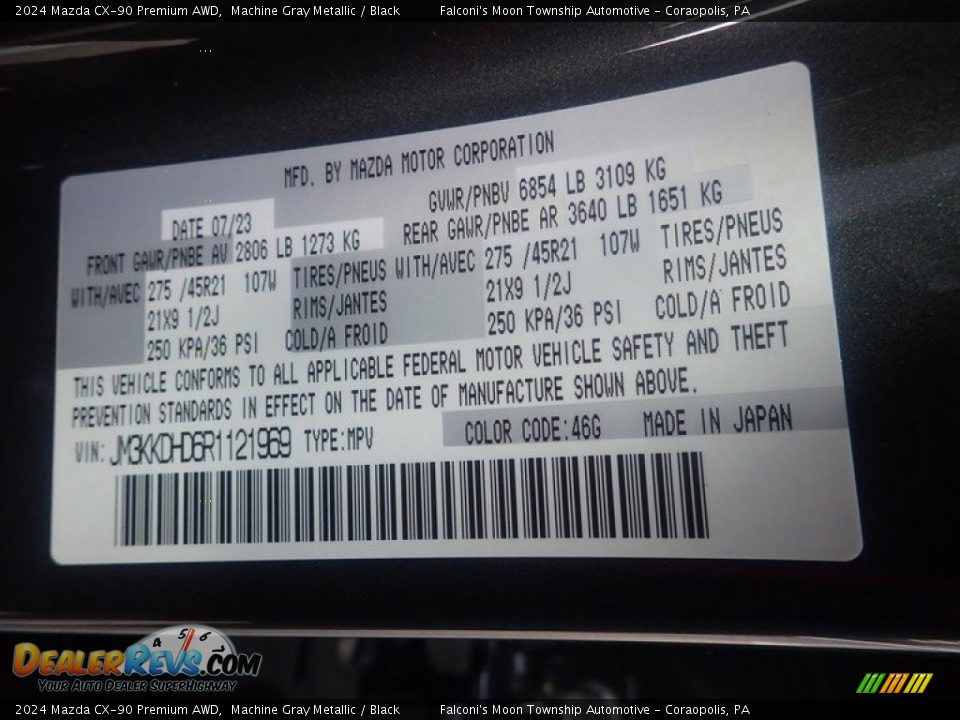 2024 Mazda CX-90 Premium AWD, Machine Gray Metallic / Black Falconi's Moon Township Automotive - Coraopolis, PA
MFD. BY MAZDA MOTOR CORPORATION
DATE 07/23 GVWR/PNBV 6854 LB 3109 KG
FRONT GAWR/PNBE AV 2806 LB 1273 KG REAR GAWR/PNBE AR 3640 LB 1651 KG
WITH/AVEC 275 /45R21 107W TIRES/PNEUS WITH/AVEC 275 /45R21 107W TIRES/PNEUS
21X9 1/2J RIMS/JANTES 21X9 1/2J RIMS/JANTES
250 KPA/36 PSI COLD/A FROID 250 KPA/36 PSI COLD/A FROID
THIS VEHICLE CONFORMS TO ALL APPLICABLE FEDERAL MOTOR VEHICLE SAFETY AND THEFT
PREVENTION STANDARDS IN EFFECT ON THE DATE OF MANUFACTURE SHOWN ABOVE.
VIN: JM3KKDHD6R1121969 TYPE:MPV COLOR CODE:46G MADE IN JAPAN
4 5 6
DEALERREVS.COM
YOUR AUTO DEALER SUPERHIGHWAY
2024 Mazda CX-90 Premium AWD, Machine Gray Metallic / Black Falconi's Moon Township Automotive - Coraopolis, PA